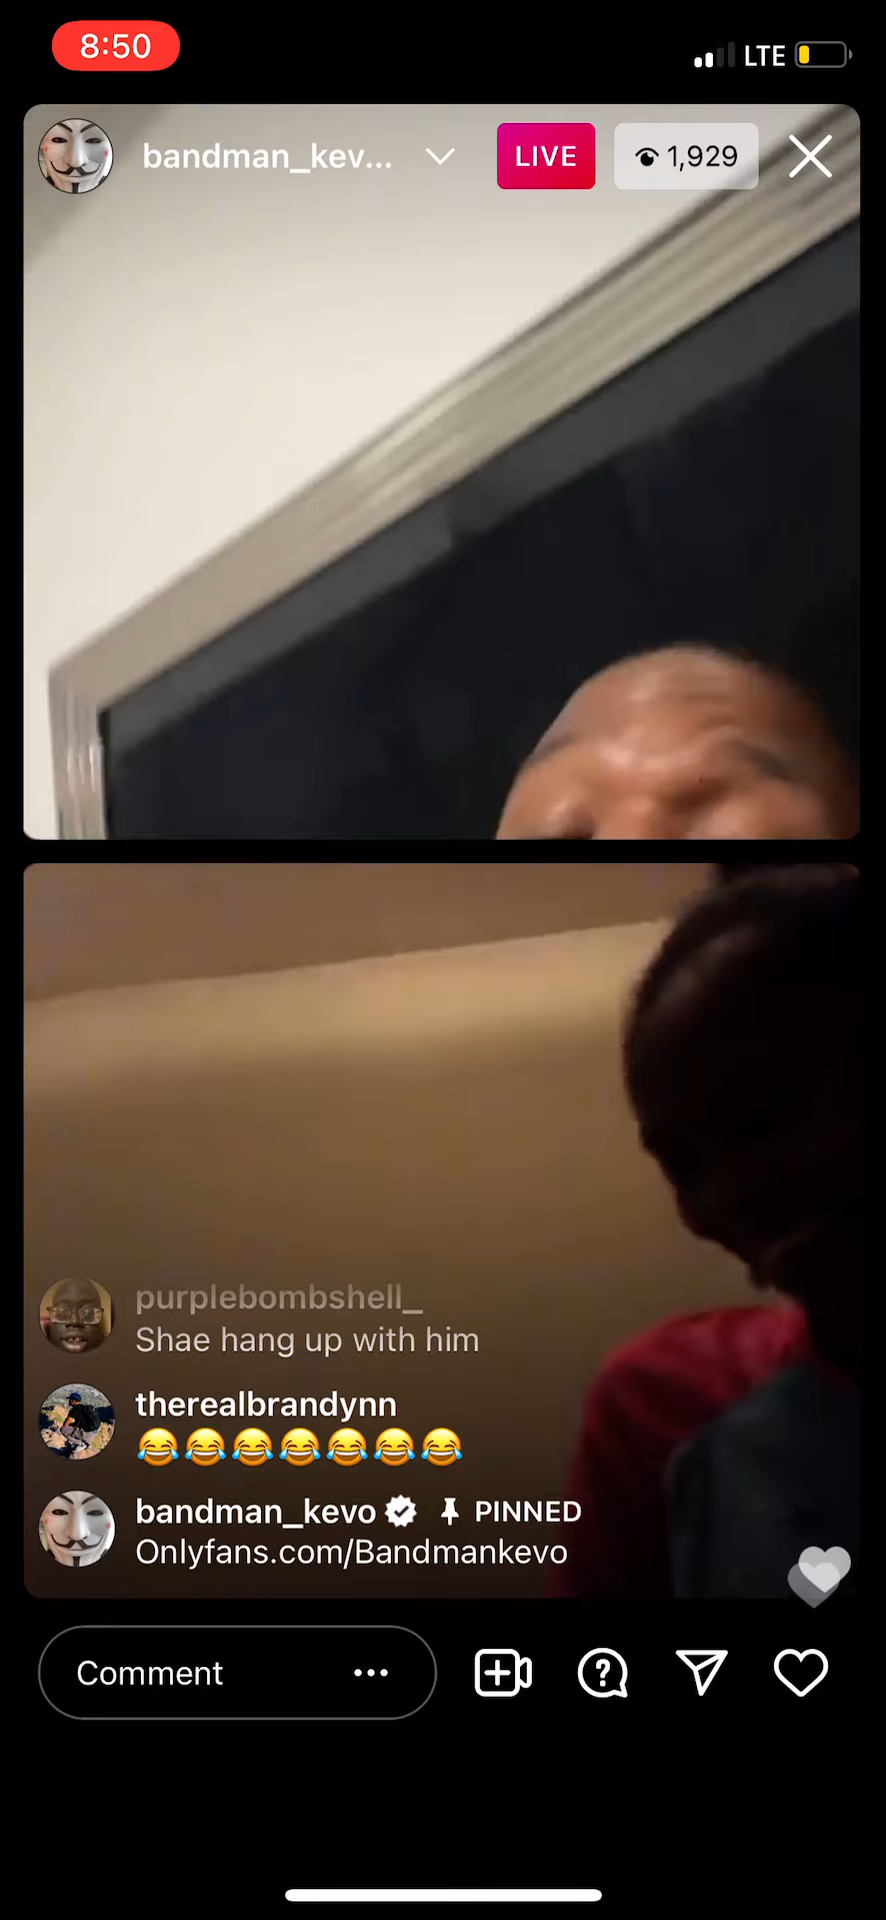 8:50
LTE
bandman_kev...
LIVE
1,929
purplebombshell_
Shae hang up with him
therealbrandynn
😂😂😂😂😂😂😂
bandman_kevo PINNED
Onlyfans.com/Bandmankevo
Comment